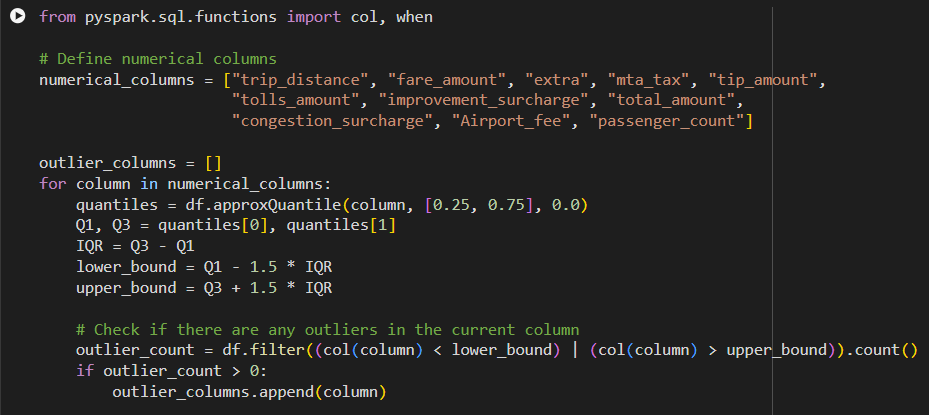 from pyspark.sql.functions import col, when

# Define numerical columns
numerical_columns = ["trip_distance", "fare_amount", "extra", "mta_tax", "tip_amount",
                     "tolls_amount", "improvement_surcharge", "total_amount",
                     "congestion_surcharge", "Airport_fee", "passenger_count"]

outlier_columns = []
for column in numerical_columns:
    quantiles = df.approxQuantile(column, [0.25, 0.75], 0.0)
    Q1, Q3 = quantiles[0], quantiles[1]
    IQR = Q3 - Q1
    lower_bound = Q1 - 1.5 * IQR
    upper_bound = Q3 + 1.5 * IQR

    # Check if there are any outliers in the current column
    outlier_count = df.filter((col(column) < lower_bound) | (col(column) > upper_bound)).count()
    if outlier_count > 0:
        outlier_columns.append(column)